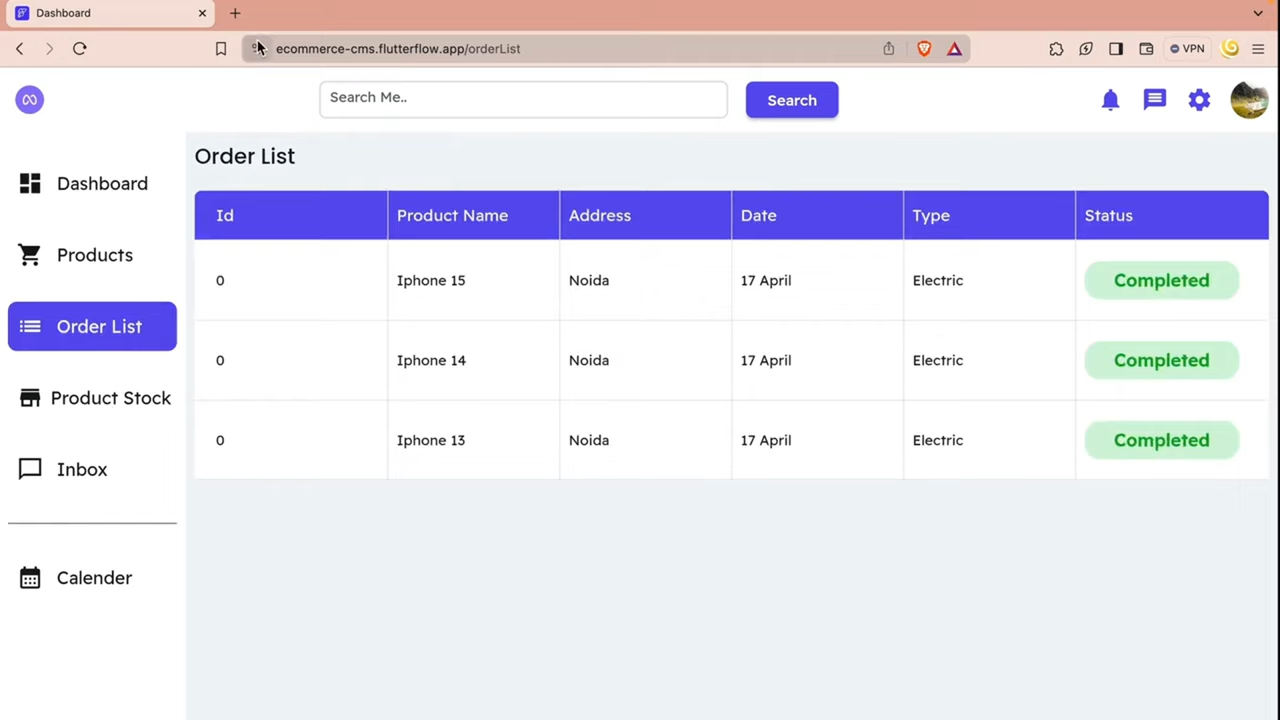 Dashboard
ecommerce-cms.flutterflow.app/orderList
VPN
Search Me..
Search
Order List
Dashboard
Products
Order List
Product Stock
Inbox
Calender
Id Product Name Address Date Type Status
0 Iphone 15 Noida 17 April Electric Completed
0 Iphone 14 Noida 17 April Electric Completed
0 Iphone 13 Noida 17 April Electric Completed